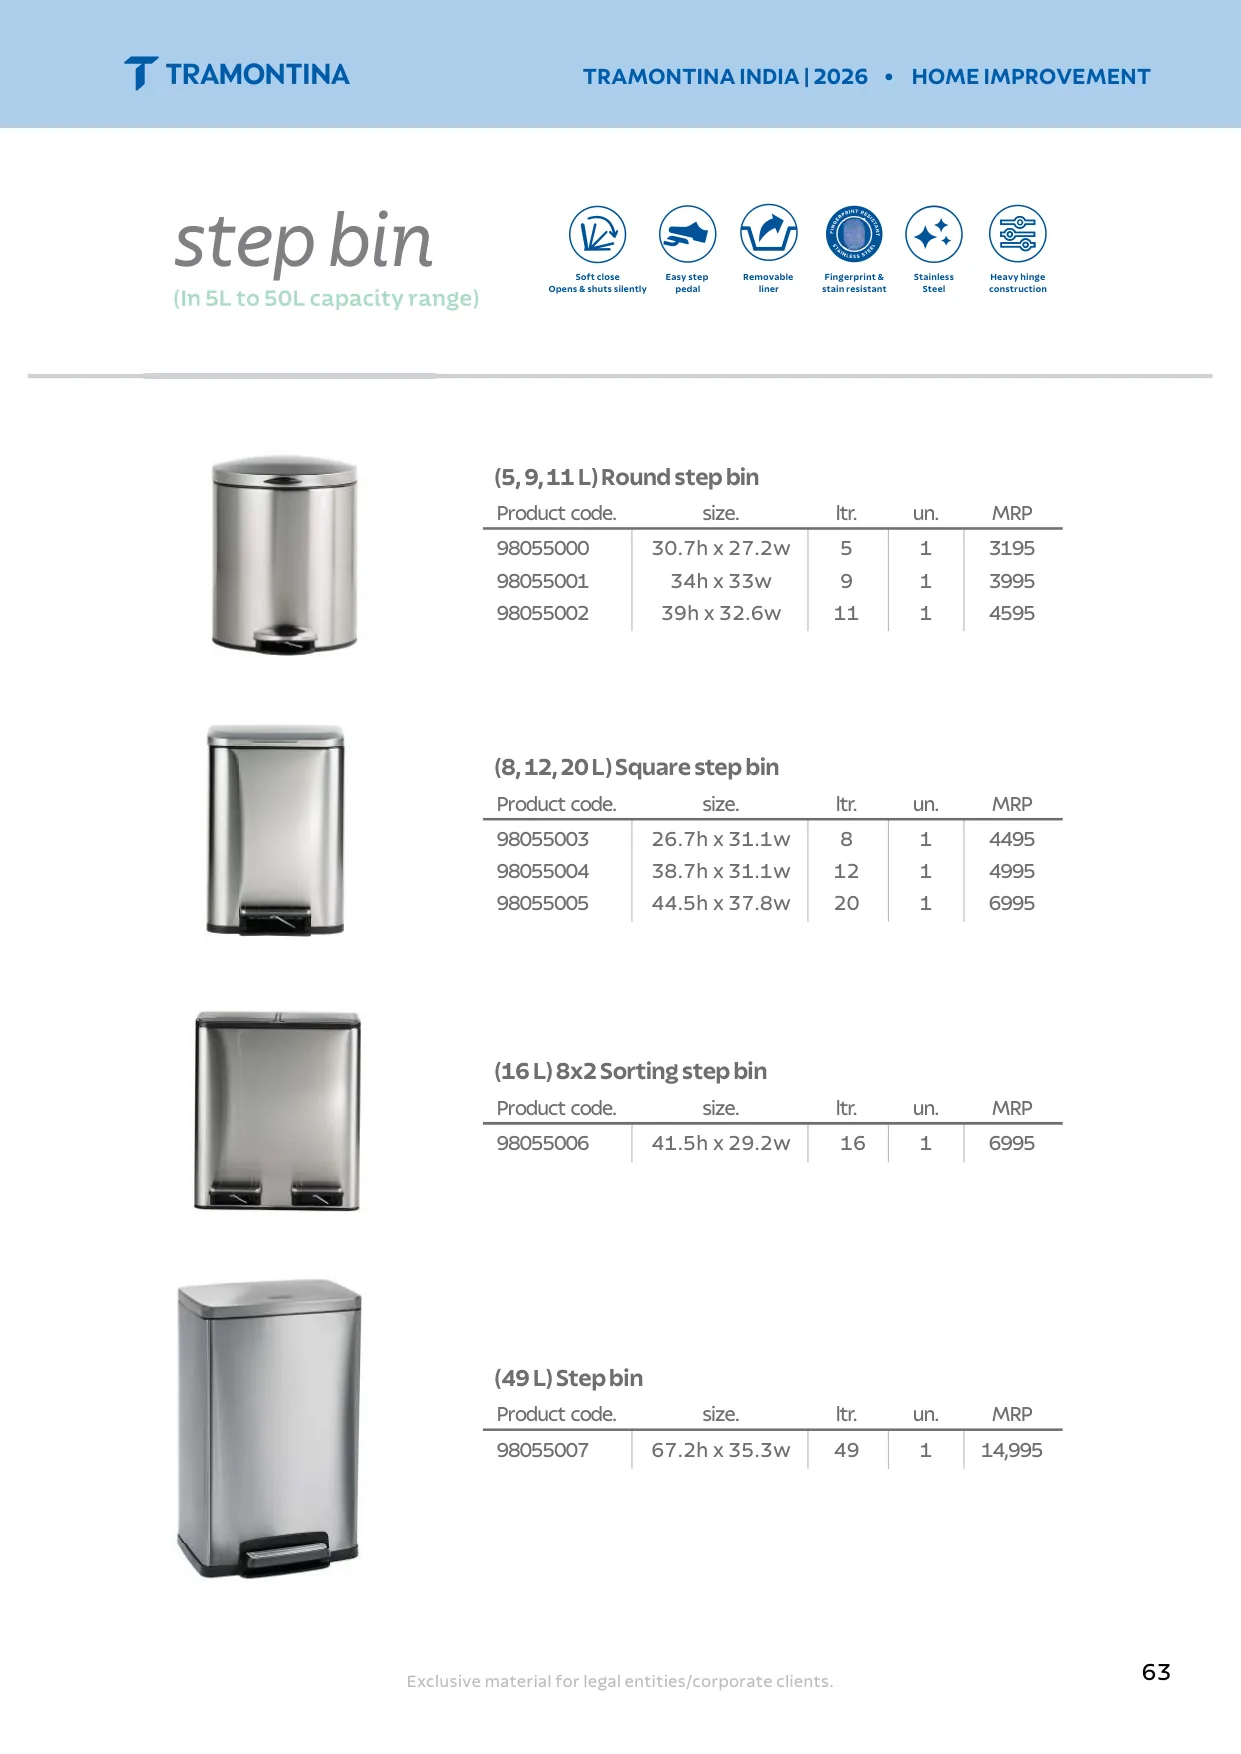 TRAMONTINA
TRAMONTINA INDIA | 2026 • HOME IMPROVEMENT
step bin
(In 5L to 50L capacity range)
Soft close
Opens & shuts silently
Easy step
pedal
Removable
liner
FINGERPRINT RESISTANT
STAINLESS STEEL
Fingerprint &
stain resistant
Stainless
Steel
Heavy hinge
construction
(5, 9, 11 L) Round step bin
Product code. size. ltr. un. MRP
98055000 30.7h x 27.2w 5 1 3195
98055001 34h x 33w 9 1 3995
98055002 39h x 32.6w 11 1 4595
(8, 12, 20 L) Square step bin
Product code. size. ltr. un. MRP
98055003 26.7h x 31.1w 8 1 4495
98055004 38.7h x 31.1w 12 1 4995
98055005 44.5h x 37.8w 20 1 6995
(16 L) 8x2 Sorting step bin
Product code. size. ltr. un. MRP
98055006 41.5h x 29.2w 16 1 6995
(49 L) Step bin
Product code. size. ltr. un. MRP
98055007 67.2h x 35.3w 49 1 14,995
Exclusive material for legal entities/corporate clients.
63